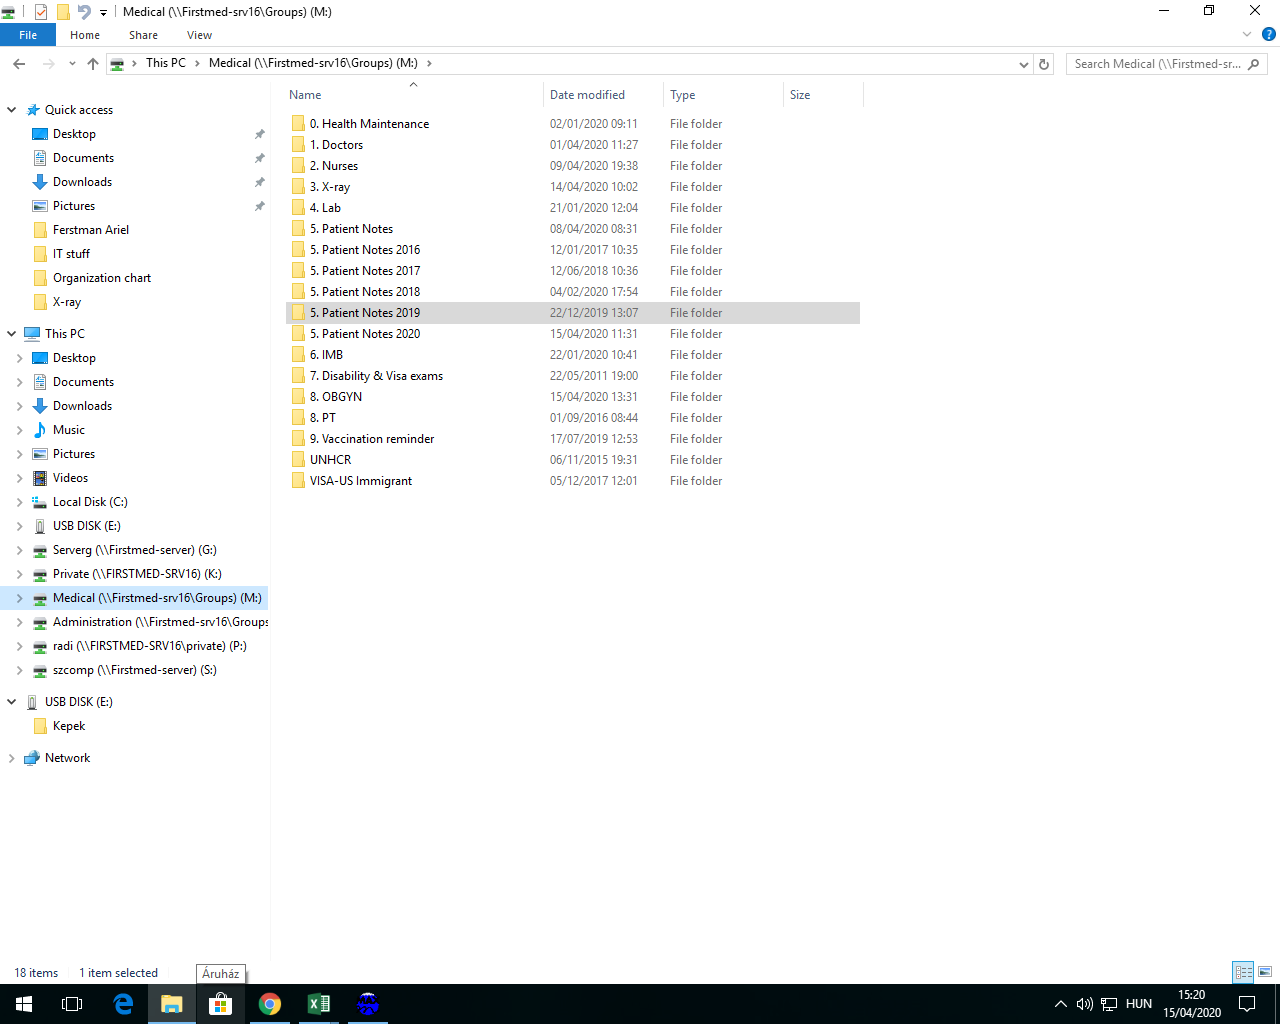 Medical (\\Firstmed-srv16\Groups) (M:)
File Home Share View
This PC Medical (\\Firstmed-srv16\Groups) (M:)
Search Medical (\\Firstmed-sr...
Quick access
Desktop
Documents
Downloads
Pictures
Ferstman Ariel
IT stuff
Organization chart
X-ray
This PC
Desktop
Documents
Downloads
Music
Pictures
Videos
Local Disk (C:)
USB DISK (E:)
Serverg (\\Firstmed-server) (G:)
Private (\\FIRSTMED-SRV16) (K:)
Medical (\\Firstmed-srv16\Groups) (M:)
Administration (\\Firstmed-srv16\Groups
radi (\\FIRSTMED-SRV16\private) (P:)
szcomp (\\Firstmed-server) (S:)
USB DISK (E:)
Kepek
Network
Name Date modified Type Size
0. Health Maintenance 02/01/2020 09:11 File folder
1. Doctors 01/04/2020 11:27 File folder
2. Nurses 09/04/2020 19:38 File folder
3. X-ray 14/04/2020 10:02 File folder
4. Lab 21/01/2020 12:04 File folder
5. Patient Notes 08/04/2020 08:31 File folder
5. Patient Notes 2016 12/01/2017 10:35 File folder
5. Patient Notes 2017 12/06/2018 10:36 File folder
5. Patient Notes 2018 04/02/2020 17:54 File folder
5. Patient Notes 2019 22/12/2019 13:07 File folder
5. Patient Notes 2020 15/04/2020 11:31 File folder
6. IMB 22/01/2020 10:41 File folder
7. Disability & Visa exams 22/05/2011 19:00 File folder
8. OBGYN 15/04/2020 13:31 File folder
8. PT 01/09/2016 08:44 File folder
9. Vaccination reminder 17/07/2019 12:53 File folder
UNHCR 06/11/2015 19:31 File folder
VISA-US Immigrant 05/12/2017 12:01 File folder
18 items 1 item selected
Áruház
HUN
15:20
15/04/2020